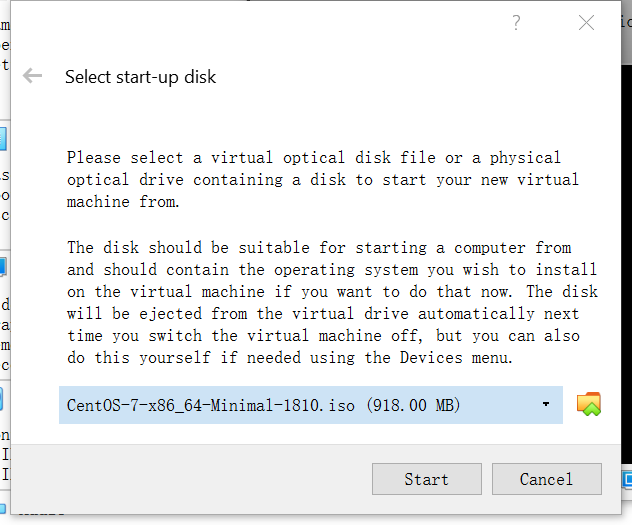 ?
Select start-up disk
Please select a virtual optical disk file or a physical
optical drive containing a disk to start your new virtual
machine from.
The disk should be suitable for starting a computer from
and should contain the operating system you wish to install
on the virtual machine if you want to do that now. The disk
will be ejected from the virtual drive automatically next
time you switch the virtual machine off, but you can also
do this yourself if needed using the Devices menu.
CentOS-7-x86_64-Minimal-1810.iso (918.00 MB)
Start
Cancel